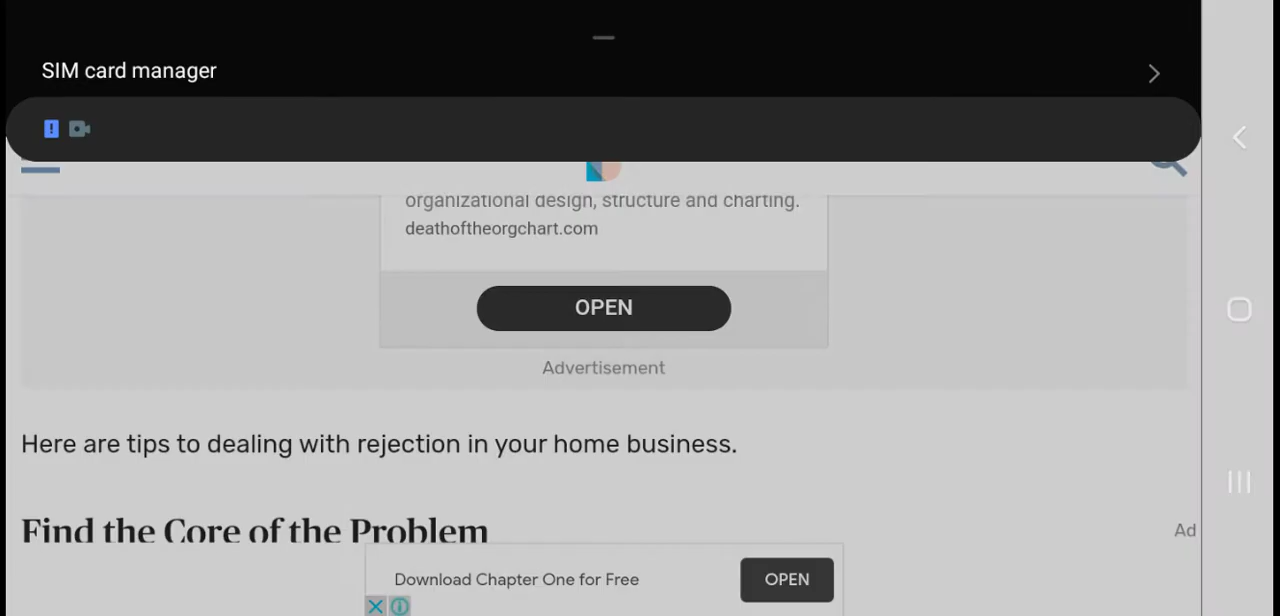 SIM card manager
organizational design, structure and charting.
deathoftheorgchart.com
OPEN
Advertisement
Here are tips to dealing with rejection in your home business.
Find the Core of the Problem
Ad
Download Chapter One for Free
OPEN